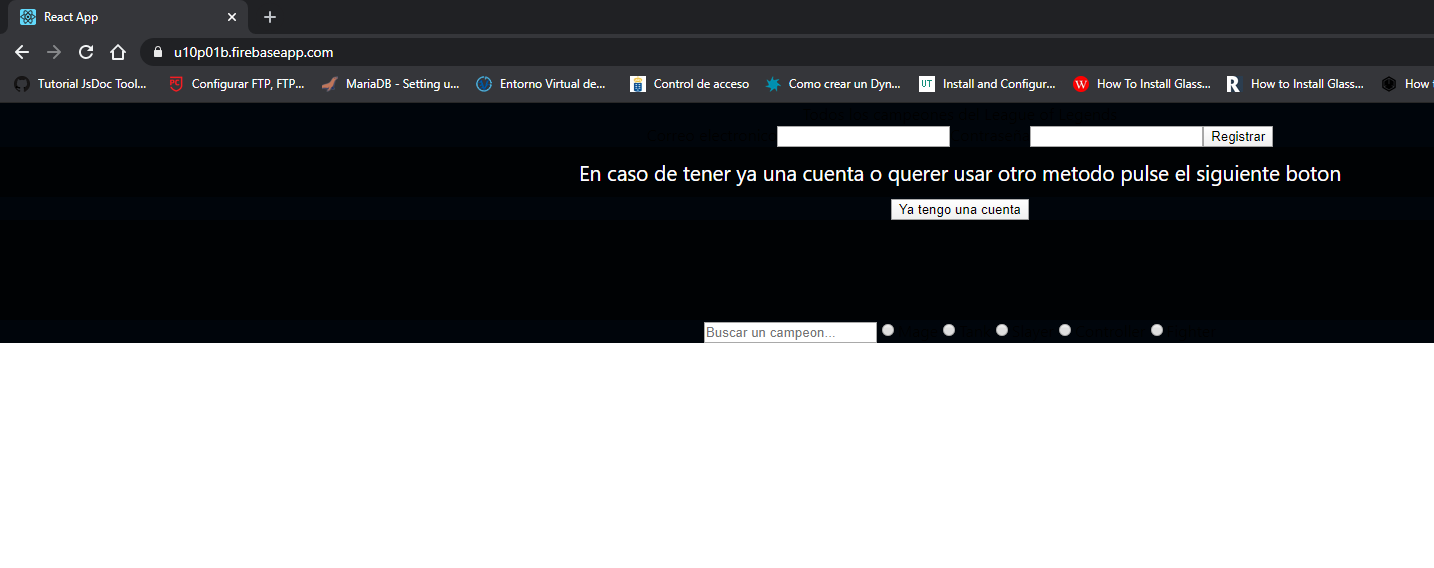 React App
u10p01b.firebaseapp.com
Tutorial JsDoc Tool... Configurar FTP, FTP... MariaDB - Setting u... Entorno Virtual de... Control de acceso Como crear un Dyn... Install and Configur... How To Install Glass... How to Install Glass... How t
Registrar
En caso de tener ya una cuenta o querer usar otro metodo pulse el siguiente boton
Ya tengo una cuenta
Buscar un campeon...